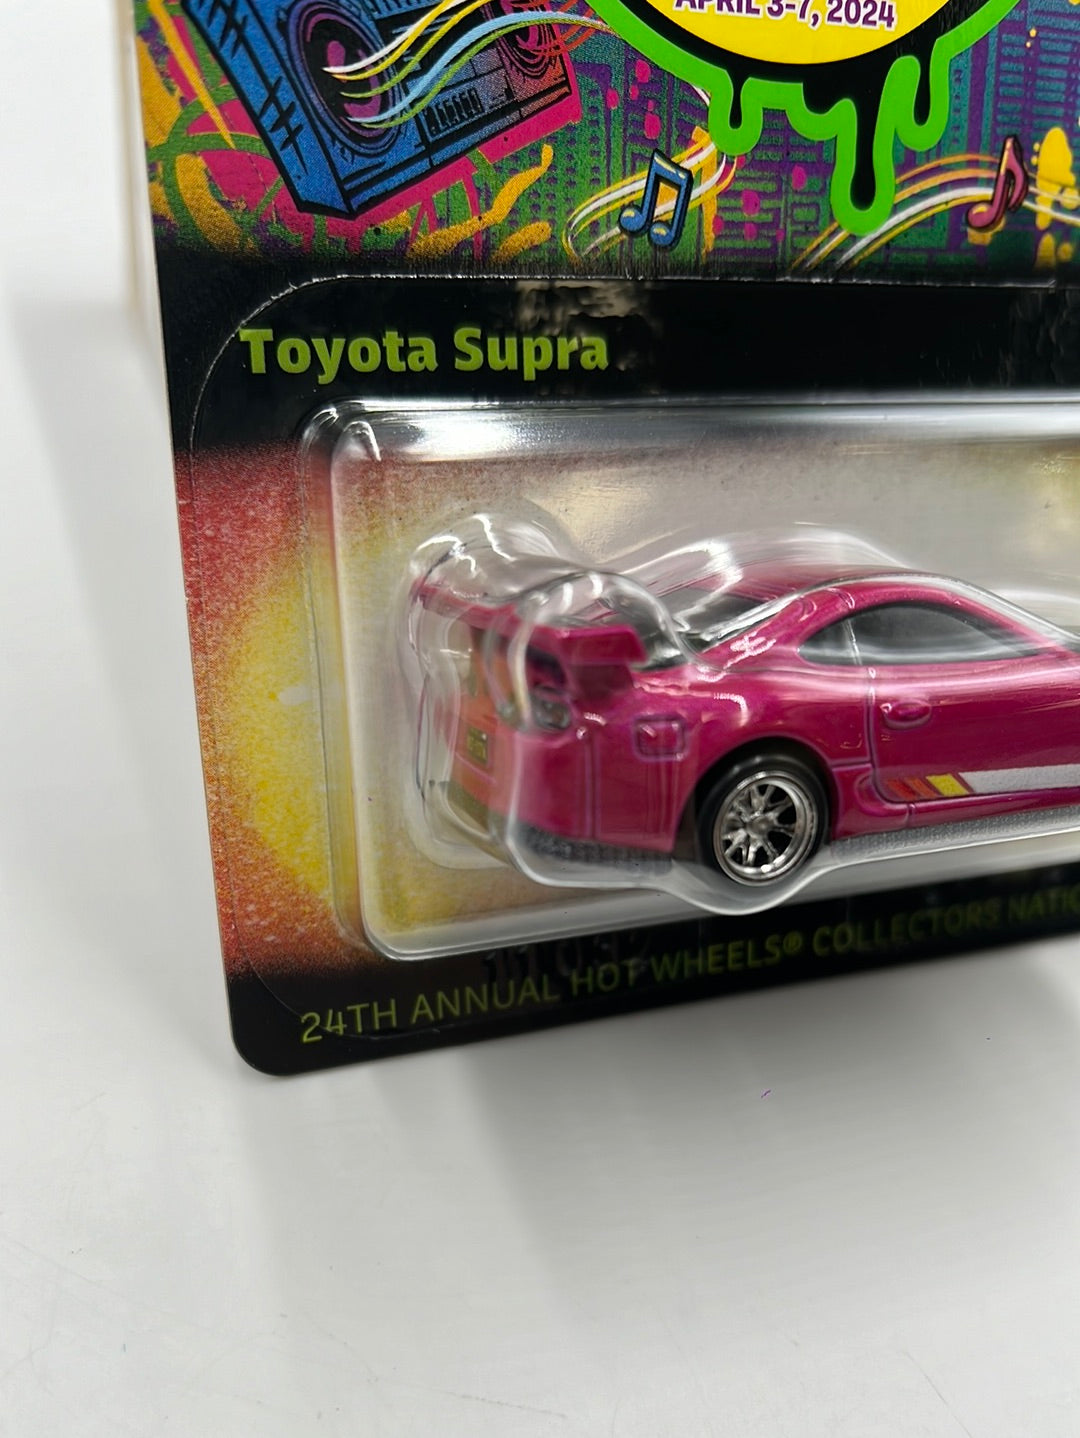 APRIL 3-7, 2024
Toyota Supra
24TH ANNUAL HOT WHEELS® COLLECTORS NATIO